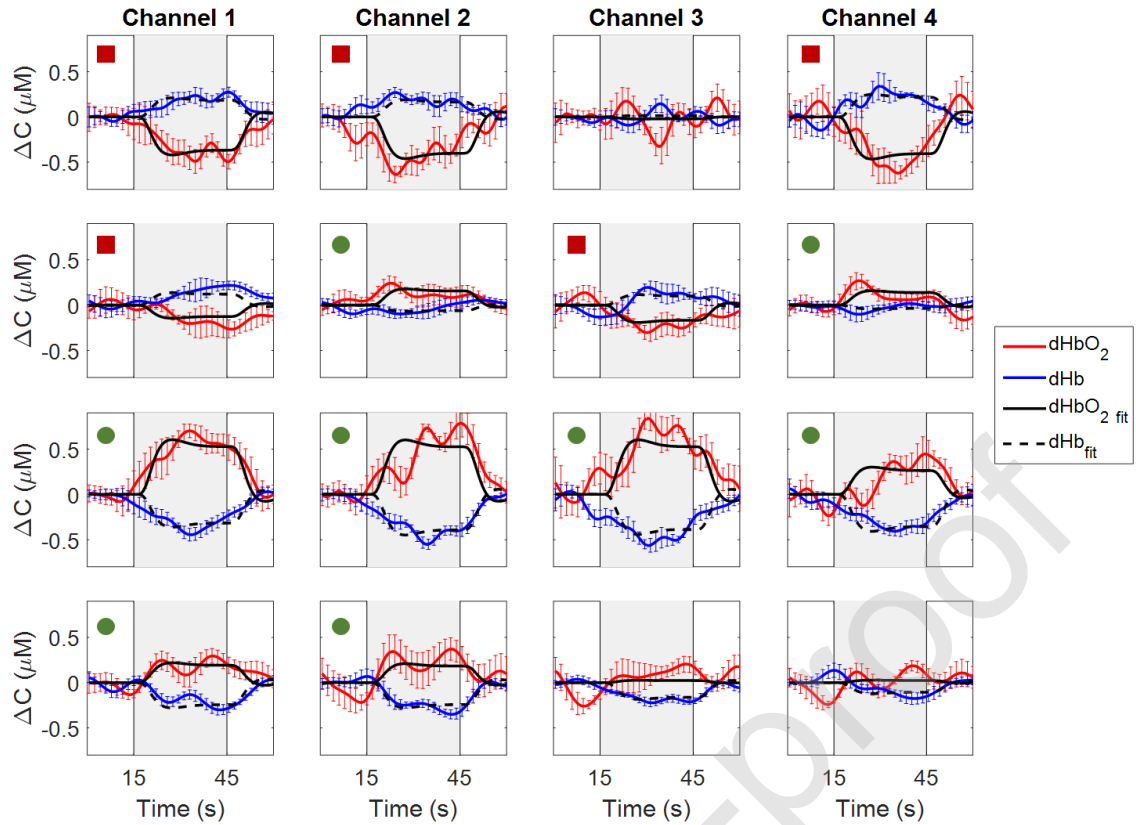 Channel 1 Channel 2 Channel 3 Channel 4
ΔC (μM) 0.5 0 -0.5
ΔC (μM) 0.5 0 -0.5
dHbO2
dHb
dHbO2 fit
dHbfit
ΔC (μM) 0.5 0 -0.5
ΔC (μM) 0.5 0 -0.5
15 45 15 45 15 45 15 45
Time (s) Time (s) Time (s) Time (s)
-proof